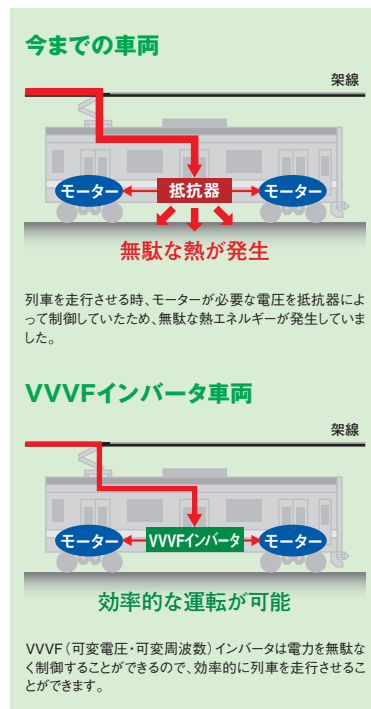 今までの車両
架線
モーター 抵抗器 モーター
無駄な熱が発生
列車を走行させる時、モーターが必要な電圧を抵抗器によ
って制御していたため、無駄な熱エネルギーが発生していま
した。
VVVFインバータ車両
架線
モーター VVVFインバータ モーター
効率的な運転が可能
VVVF（可変電圧・可変周波数）インバータは電力を無駄な
く制御することができるので、効率的に列車を走行させるこ
とができます。